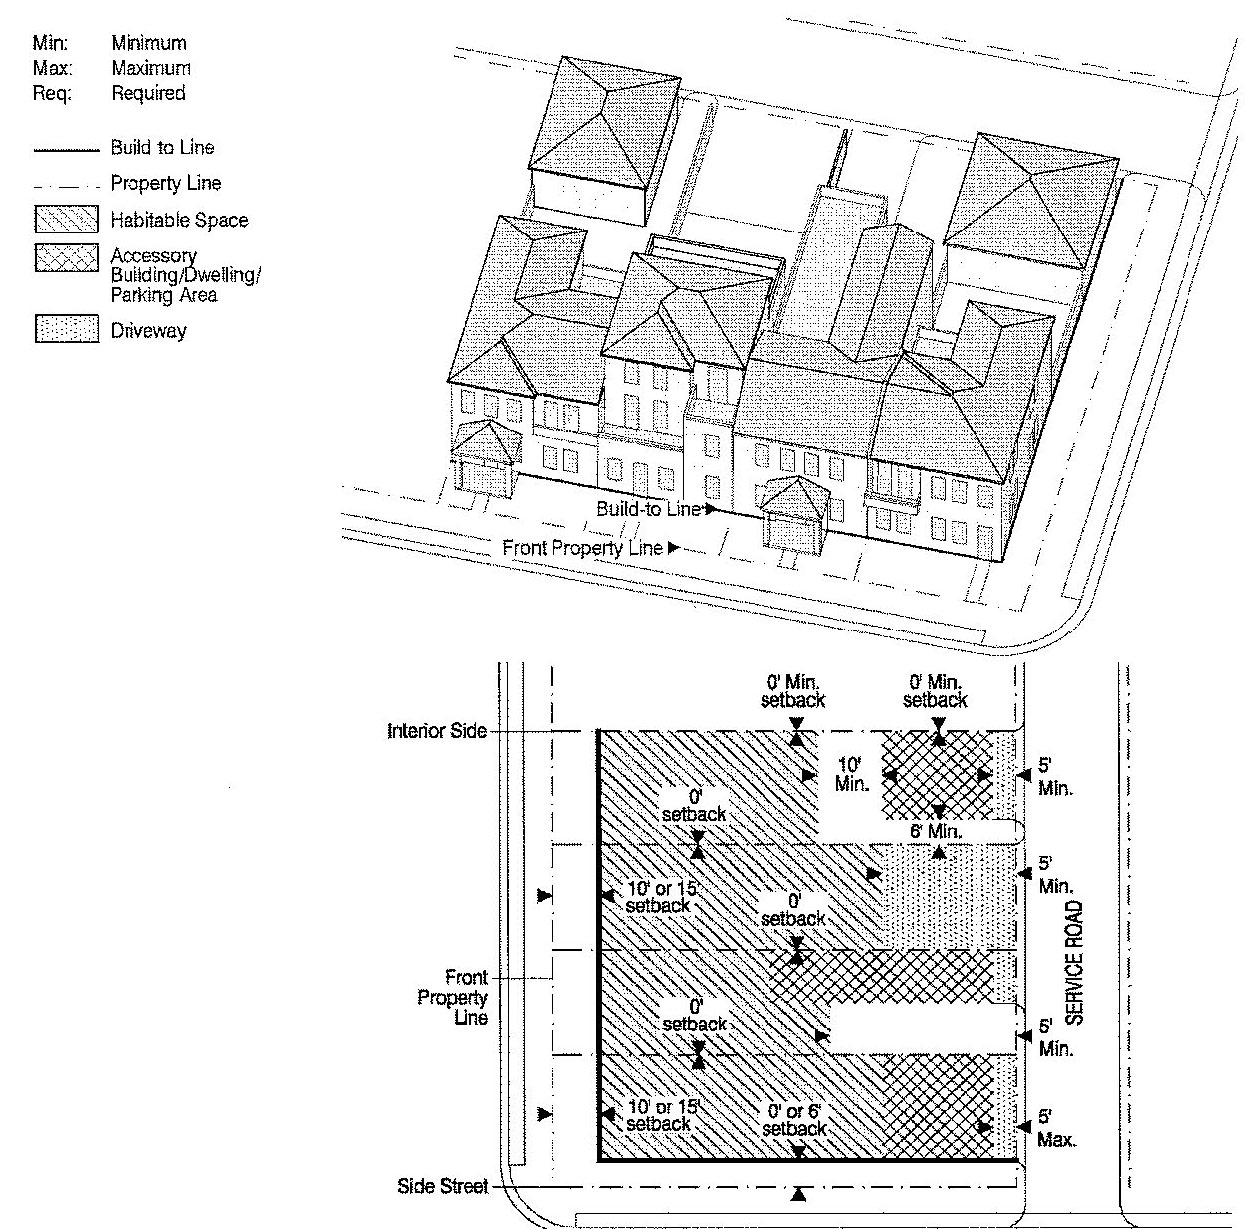 Min: Minimum
Max: Maximum
Req: Required
Build to Line
Property Line
Habitable Space
Accessory
Building/Dwelling/
Parking Area
Driveway
Build-to Line
Front Property Line
0' Min.
setback
0' Min.
setback
Interior Side
10'
Min.
5'
Min.
0'
setback
6' Min.
5'
Min.
10' or 15'
setback
0'
setback
SERVICE ROAD
Front
Property
Line
0'
setback
5'
Min.
10' or 15'
setback
0' or 6'
setback
5'
Max.
Side Street